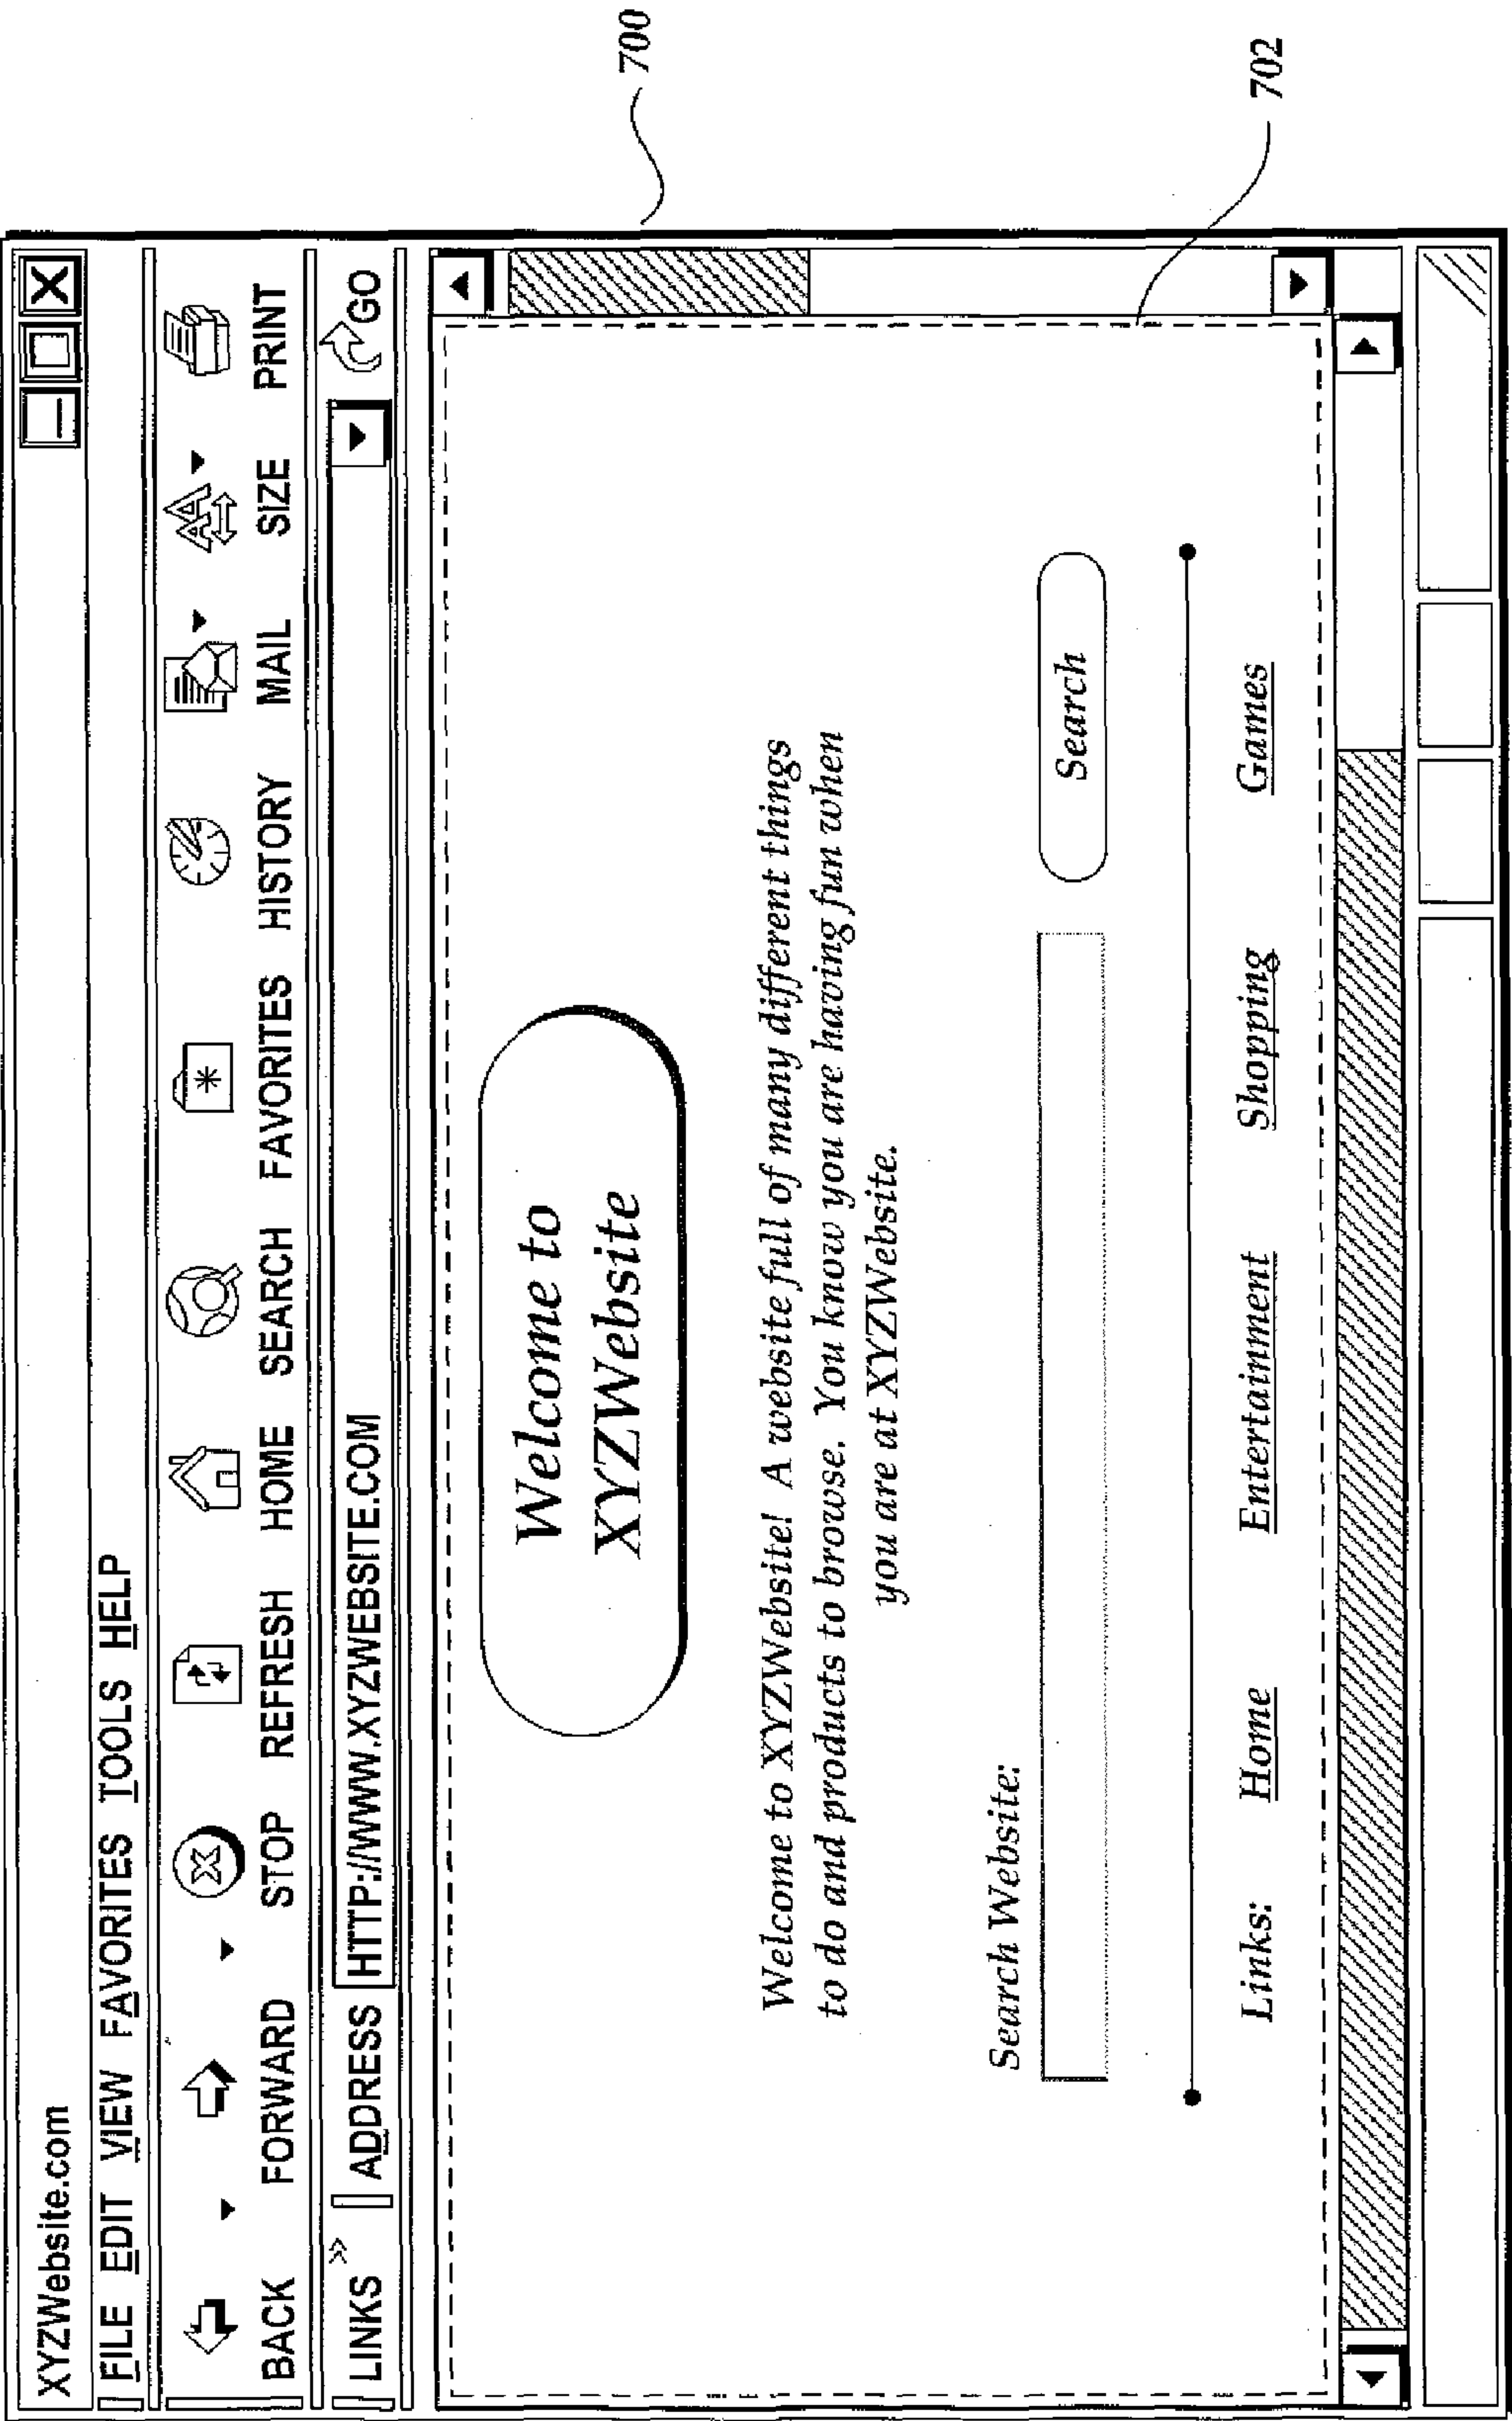 XYZWebsite.com
FILE EDIT VIEW FAVORITES TOOLS HELP
BACK FORWARD STOP REFRESH HOME SEARCH FAVORITES HISTORY MAIL SIZE PRINT
LINKS » ADDRESS HTTP://WWW.XYZWEBSITE.COM GO
Welcome to
XYZWebsite
700
Welcome to XYZWebsite! A website full of many different things
to do and products to browse. You know you are having fun when
you are at XYZWebsite.
Search Website:
Search
Links: Home Entertainment Shopping Games
702